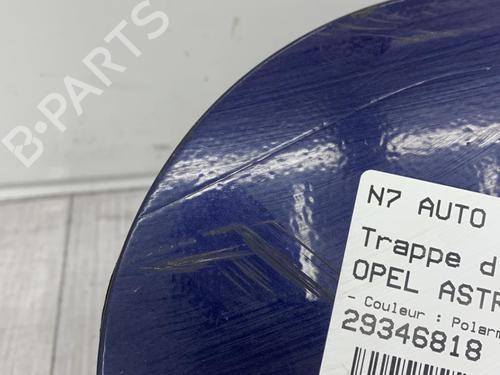 B-PARTS
N7 AUTO
Trappe d
OPEL ASTR
- Couleur : Polarm
29346818